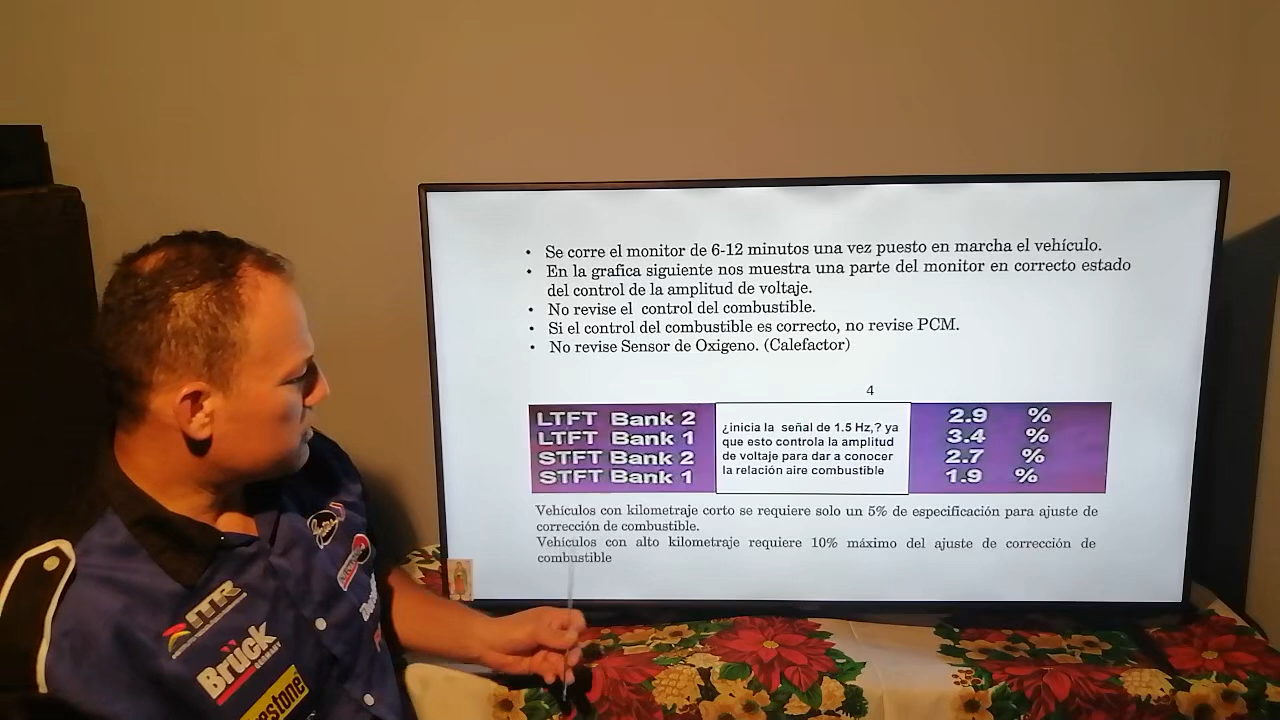 • Se corre el monitor de 6-12 minutos una vez puesto en marcha el vehículo.
• En la grafica siguiente nos muestra una parte del monitor en correcto estado
del control de la amplitud de voltaje.
• No revise el control del combustible.
• Si el control del combustible es correcto, no revise PCM.
• No revise Sensor de Oxigeno. (Calefactor)
4
LTFT Bank 2
LTFT Bank 1
STFT Bank 2
STFT Bank 1
¿inicia la señal de 1.5 Hz,? ya
que esto controla la amplitud
de voltaje para dar a conocer
la relación aire combustible
2.9 %
3.4 %
2.7 %
1.9 %
Vehículos con kilometraje corto se requiere solo un 5% de especificación para ajuste de
corrección de combustible.
Vehículos con alto kilometraje requiere 10% máximo del ajuste de corrección de
combustible
ITR
Brück
GERMANY